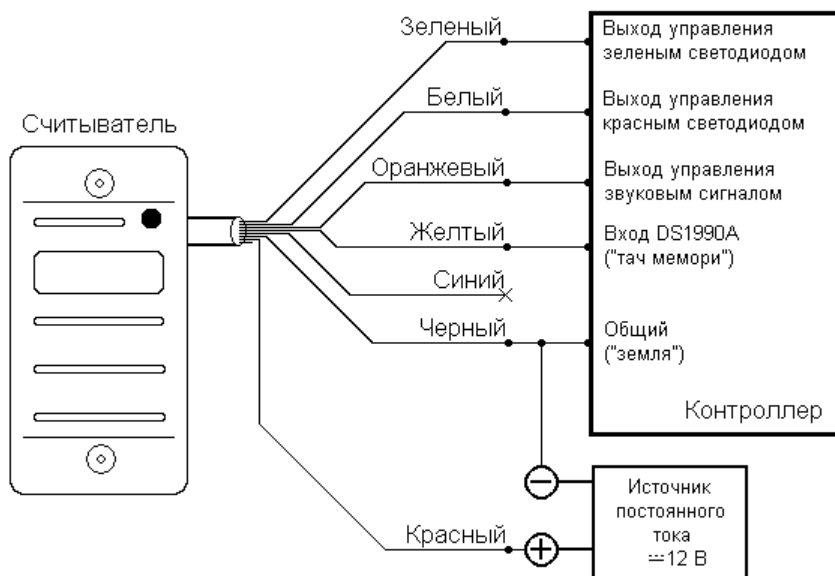 Считыватель
Зеленый
Белый
Оранжевый
Желтый
Синий
Черный
Красный
Выход управления
зеленым светодиодом
Выход управления
красным светодиодом
Выход управления
звуковым сигналом
Вход DS1990A
("тач мемори")
Общий
("земля")
Контроллер
Источник
постоянного
тока
⎓12 В